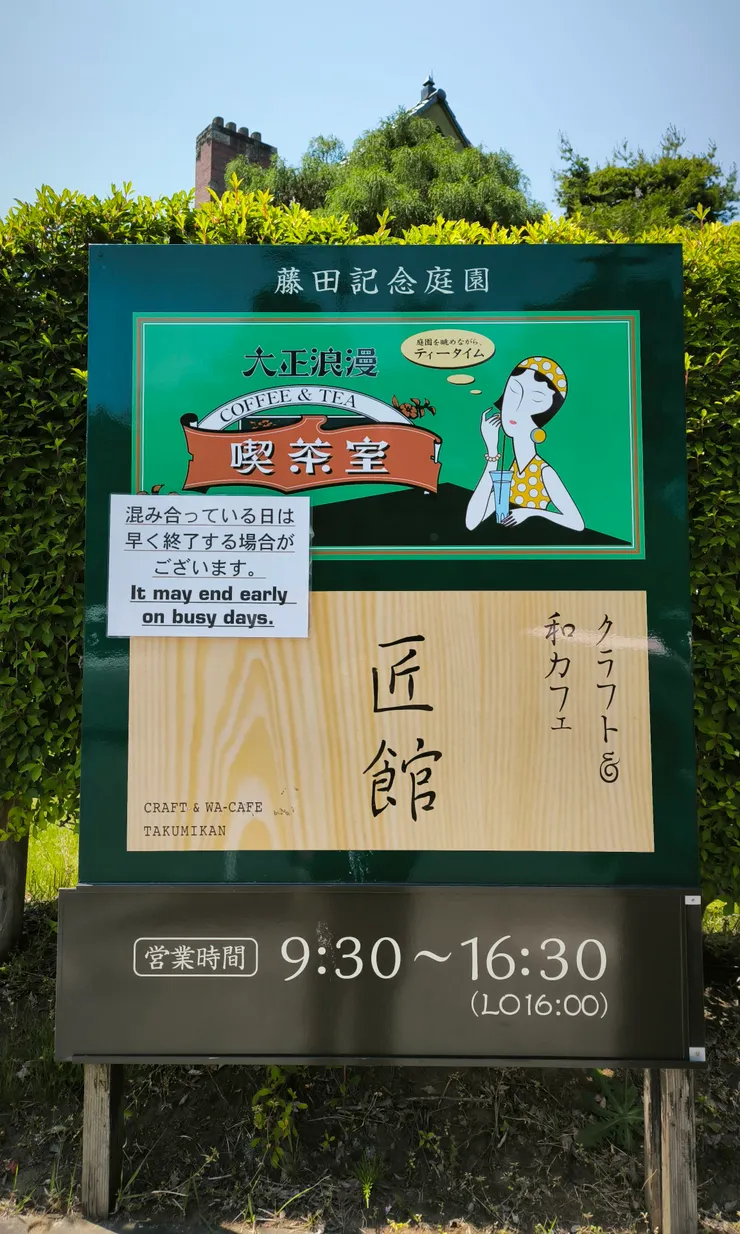 藤田記念庭園
大正浪漫
COFFEE & TEA
喫茶室
庭園を眺めながら、
ティータイム
混み合っている日は
早く終了する場合が
ございます。
It may end early
on busy days.
クラフト&
和カフェ
匠館
CRAFT & WA-CAFE
TAKUMIKAN
営業時間 9:30～16:30
(LO16:00)